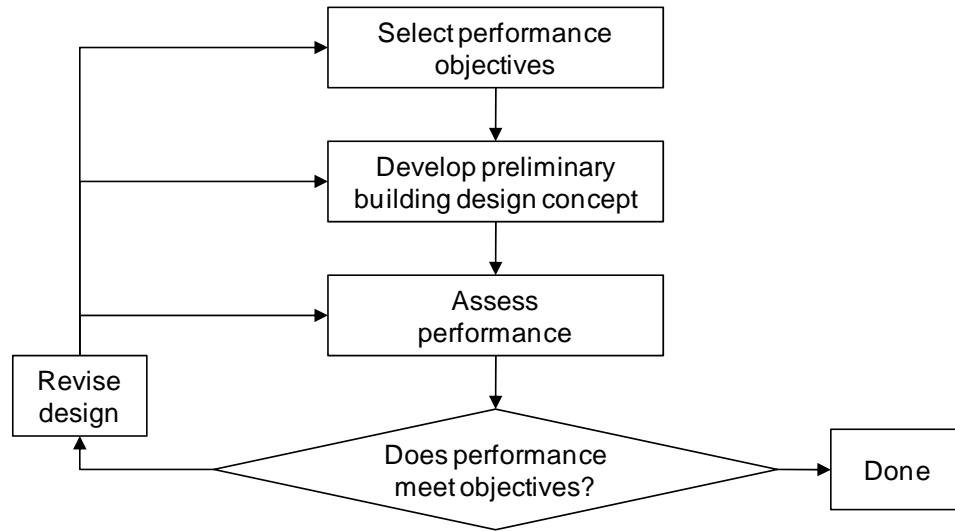 Select performance
objectives
Develop preliminary
building design concept
Assess
performance
Revise
design
Does performance
meet objectives?
Done